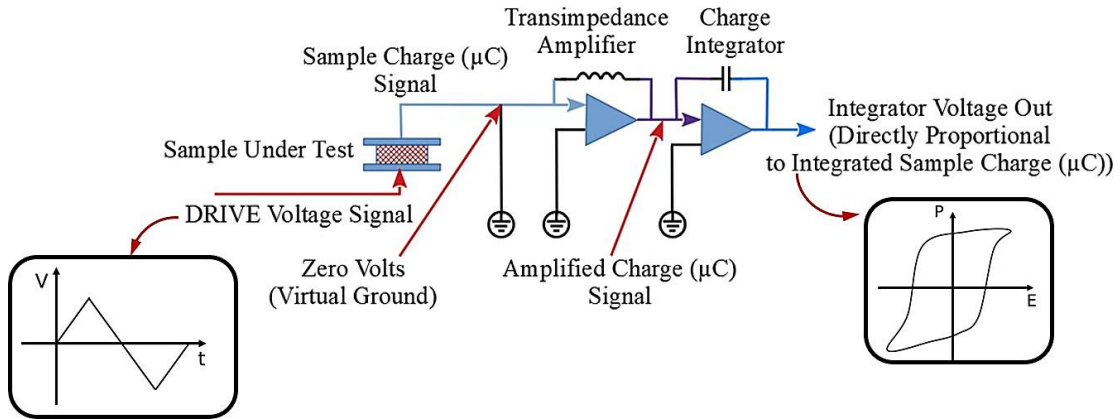 Transimpedance
Amplifier
Charge
Integrator
Sample Charge (µC)
Signal
Integrator Voltage Out
(Directly Proportional
to Integrated Sample Charge (µC))
Sample Under Test
DRIVE Voltage Signal
Zero Volts
(Virtual Ground)
Amplified Charge (µC)
Signal
V
t
P
E